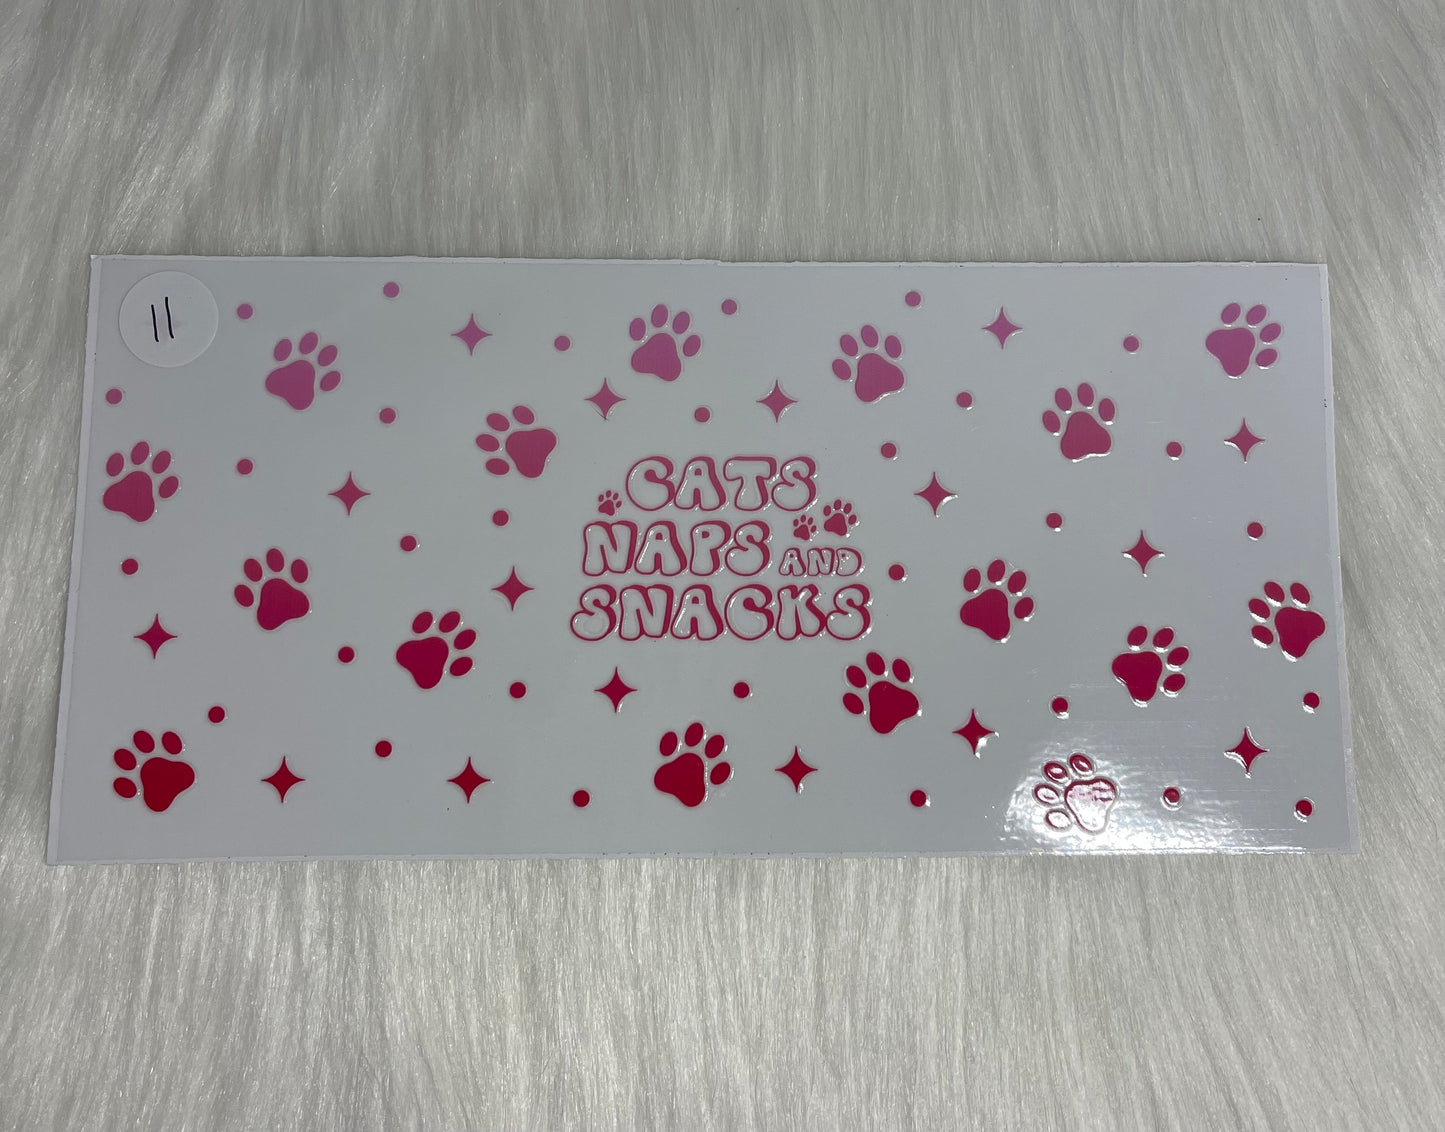 11
CATS
NAPS AND
SNACKS